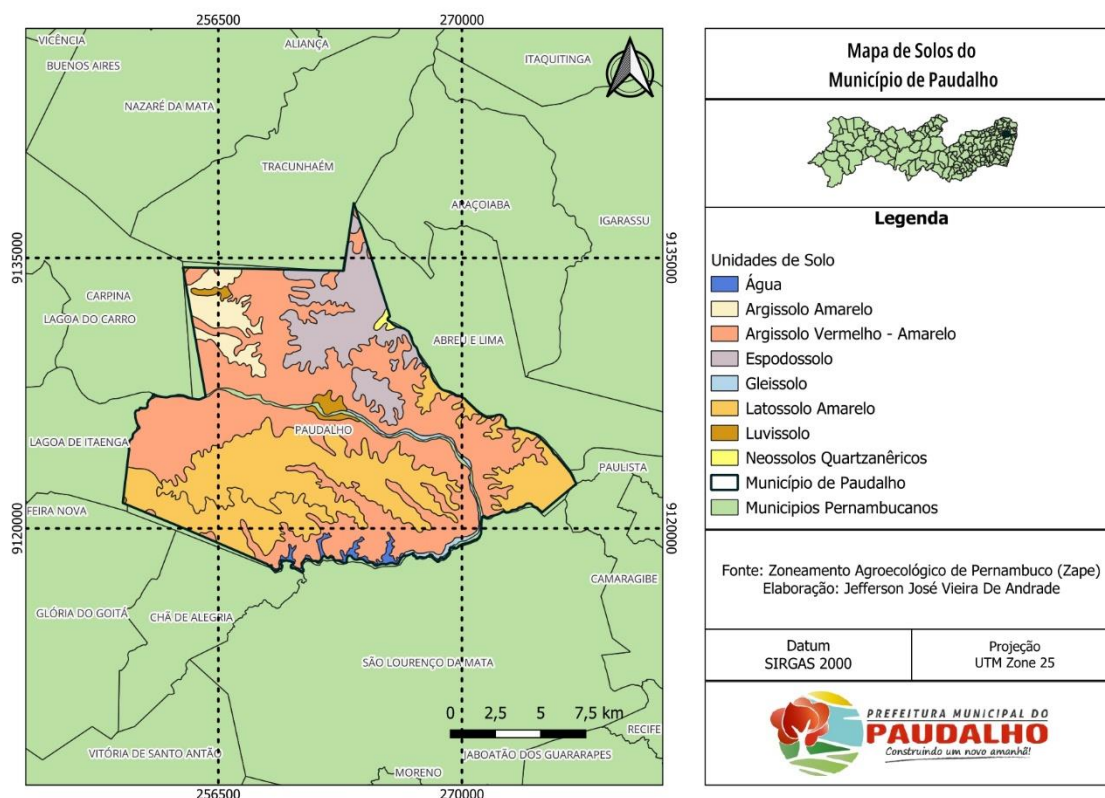 256500
270000
VICÊNCIA
ALIANÇA
BUENOS AIRES
ITAQUITINGA
NAZARÉ DA MATA
TRACUNHAÉM
ARAÇOIABA
IGARASSU
9135000
9135000
CARPINA
LAGOA DO CARRO
ABREU E LIMA
PAUDALHO
LAGOA DE ITAENGA
PAULISTA
FEIRA NOVA
9120000
9120000
CAMARAGIBE
GLÓRIA DO GOITÁ
CHÃ DE ALEGRIA
SÃO LOURENÇO DA MATA
0 2,5 5 7,5 km
RECIFE
VITÓRIA DE SANTO ANTÃO
JABOATÃO DOS GUARARAPES
MORENO
256500
270000
Mapa de Solos do
Município de Paudalho
Legenda
Unidades de Solo
Água
Argissolo Amarelo
Argissolo Vermelho - Amarelo
Espodossolo
Gleissolo
Latossolo Amarelo
Luvissolo
Neossolos Quartzanêricos
Município de Paudalho
Municipios Pernambucanos
Fonte: Zoneamento Agroecológico de Pernambuco (Zape)
Elaboração: Jefferson José Vieira De Andrade
Datum
SIRGAS 2000
Projeção
UTM Zone 25
PREFEITURA MUNICIPAL DO
PAUDALHO
Construindo um novo amanhã!